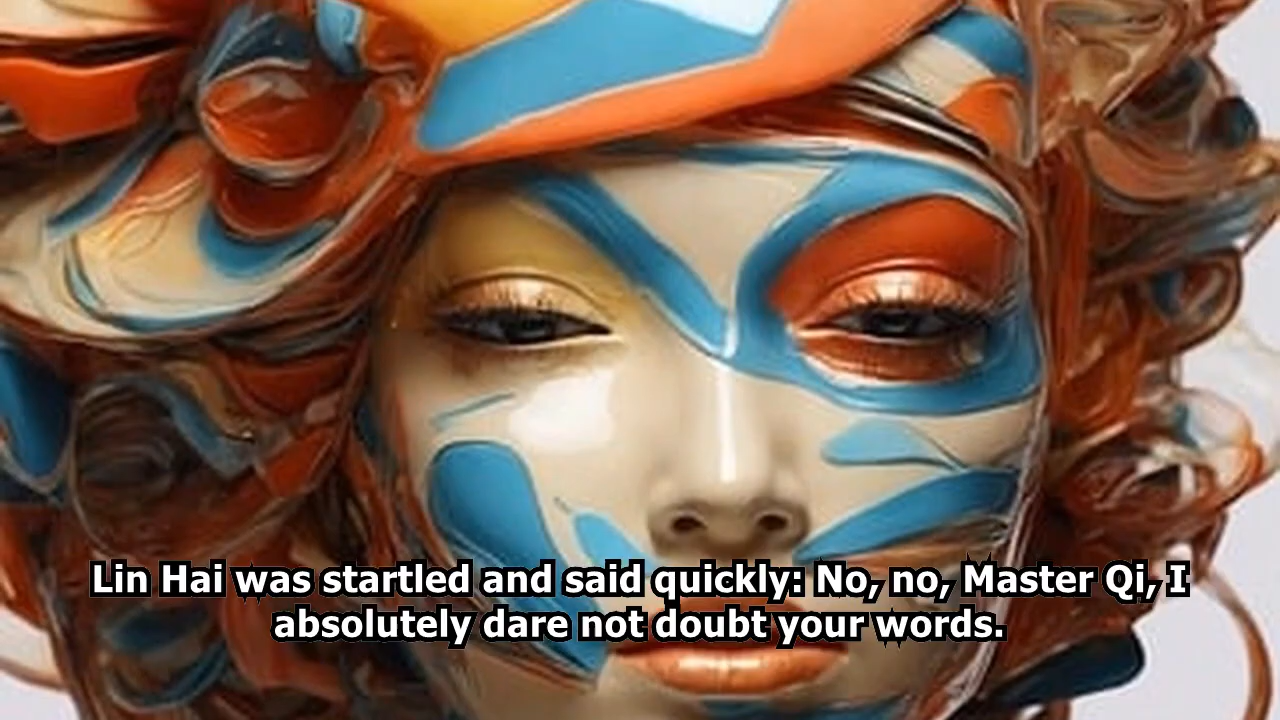 Lin Hai was startled and said quickly: No, no, Master Qi, I
absolutely dare not doubt your words.